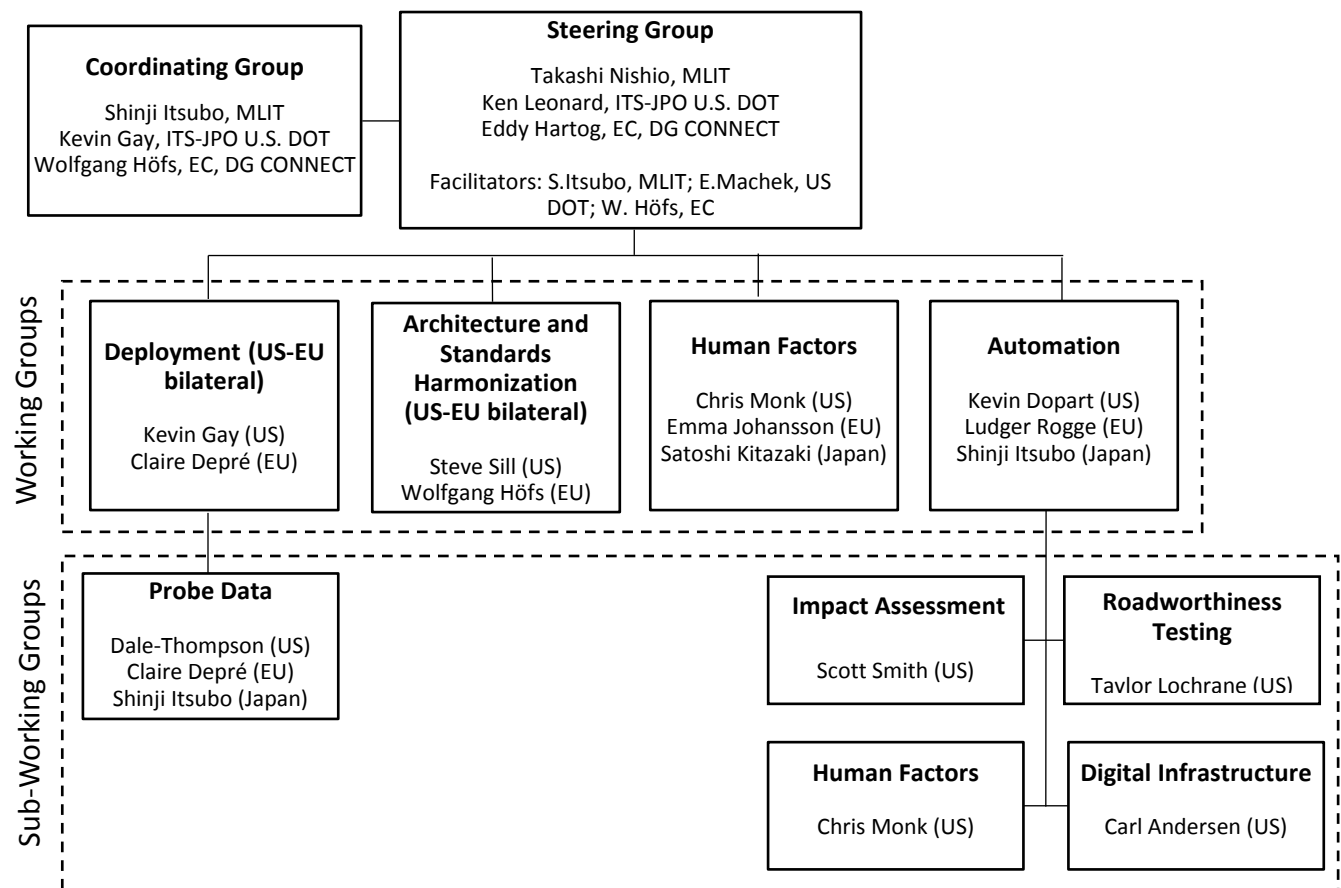 Coordinating Group
Shinji Itsubo, MLIT
Kevin Gay, ITS-JPO U.S. DOT
Wolfgang Höfs, EC, DG CONNECT
Steering Group
Takashi Nishio, MLIT
Ken Leonard, ITS-JPO U.S. DOT
Eddy Hartog, EC, DG CONNECT
Facilitators: S.Itsubo, MLIT; E.Machek, US
DOT; W. Höfs, EC
Working Groups
Deployment (US-EU
bilateral)
Kevin Gay (US)
Claire Depré (EU)
Architecture and
Standards
Harmonization
(US-EU bilateral)
Steve Sill (US)
Wolfgang Höfs (EU)
Human Factors
Chris Monk (US)
Emma Johansson (EU)
Satoshi Kitazaki (Japan)
Automation
Kevin Dopart (US)
Ludger Rogge (EU)
Shinji Itsubo (Japan)
Sub-Working Groups
Probe Data
Dale-Thompson (US)
Claire Depré (EU)
Shinji Itsubo (Japan)
Impact Assessment
Scott Smith (US)
Roadworthiness
Testing
Taylor Lochrane (US)
Human Factors
Chris Monk (US)
Digital Infrastructure
Carl Andersen (US)